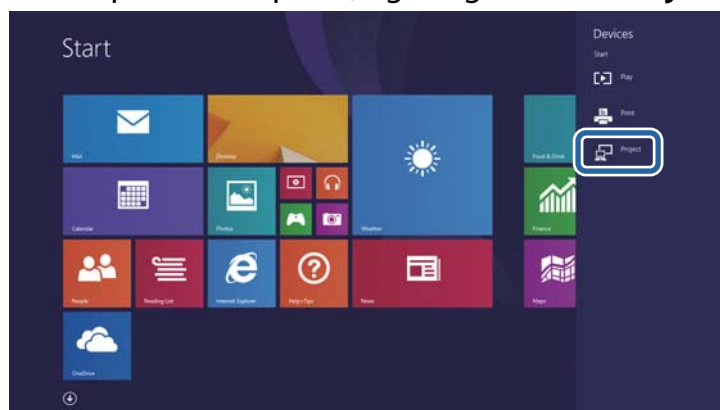 Start
Mail
Desktop
Calendar
Photos
Weather
People
Reading List
Internet Explorer
Help+Tips
News
OneDrive
Food & Drink
Finance
Maps
Devices
Start
Play
Print
Project